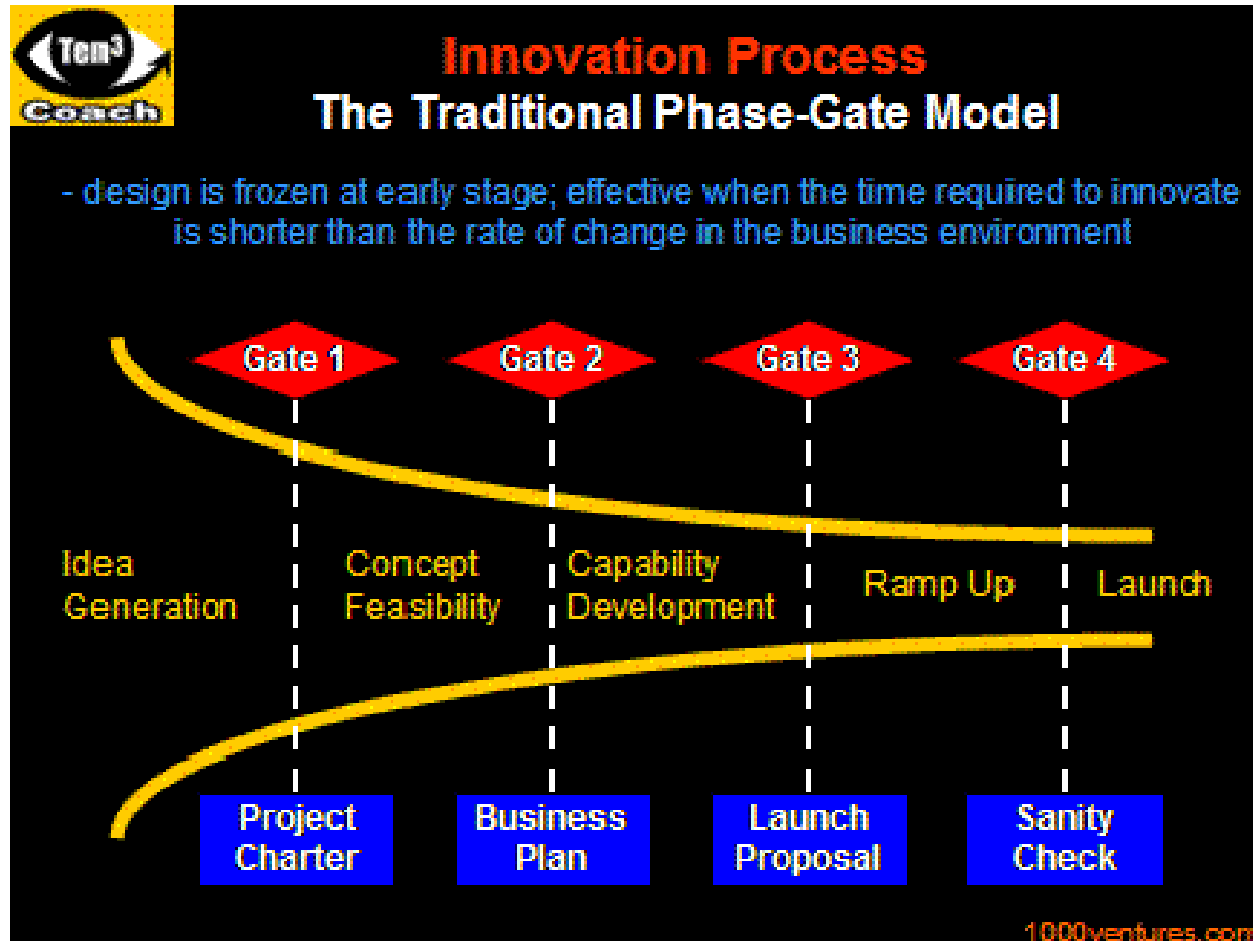 Ten³
Coach
Innovation Process
The Traditional Phase-Gate Model
- design is frozen at early stage; effective when the time required to innovate
is shorter than the rate of change in the business environment
Gate 1
Gate 2
Gate 3
Gate 4
Idea
Generation
Concept
Feasibility
Capability
Development
Ramp Up
Launch
Project
Charter
Business
Plan
Launch
Proposal
Sanity
Check
1000ventures.com